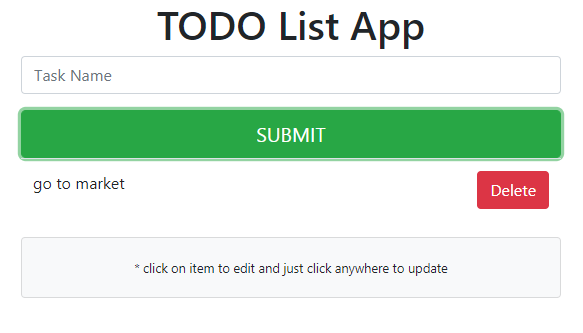 TODO List App
Task Name
SUBMIT
go to market
Delete
* click on item to edit and just click anywhere to update